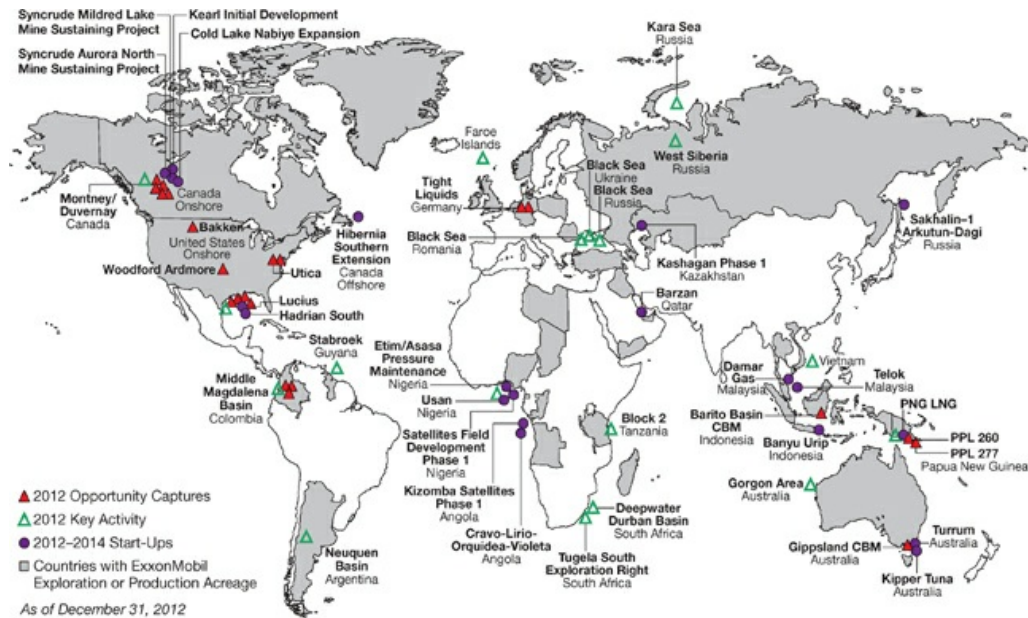 Syncrude Mildred Lake
Mine Sustaining Project
Kearl Initial Development
Cold Lake Nabiye Expansion
Syncrude Aurora North
Mine Sustaining Project
Kara Sea
Russia
Faroe
Islands
West Siberia
Russia
Black Sea
Ukraine
Black Sea
Russia
Tight
Liquids
Germany
Canada
Onshore
Montney/
Duvernay
Canada
Bakken
United States
Onshore
Hibernia
Southern
Extension
Canada
Offshore
Black Sea
Romania
Kashagan Phase 1
Kazakhstan
Sakhalin–1
Arkutun-Dagi
Russia
Woodford Ardmore
Utica
Lucius
Hadrian South
Barzan
Qatar
Stabroek
Guyana
Etim/Asasa
Pressure
Maintenance
Nigeria
Vietnam
Damar
Gas
Malaysia
Telok
Malaysia
Middle
Magdalena
Basin
Colombia
Usan
Nigeria
Block 2
Tanzania
Barito Basin
CBM
Indonesia
Banyu Urip
Indonesia
PNG LNG
PPL 260
PPL 277
Papua New Guinea
Satellites Field
Development
Phase 1
Nigeria
Kizomba Satellites
Phase 1
Angola
Gorgon Area
Australia
Deepwater
Durban Basin
South Africa
Cravo-Lirio-
Orquidea-Violeta
Angola
Tugela South
Exploration Right
South Africa
Neuquen
Basin
Argentina
Gippsland CBM
Australia
Turrum
Australia
Kipper Tuna
Australia
2012 Opportunity Captures
2012 Key Activity
2012–2014 Start-Ups
Countries with ExxonMobil
Exploration or Production Acreage
As of December 31, 2012